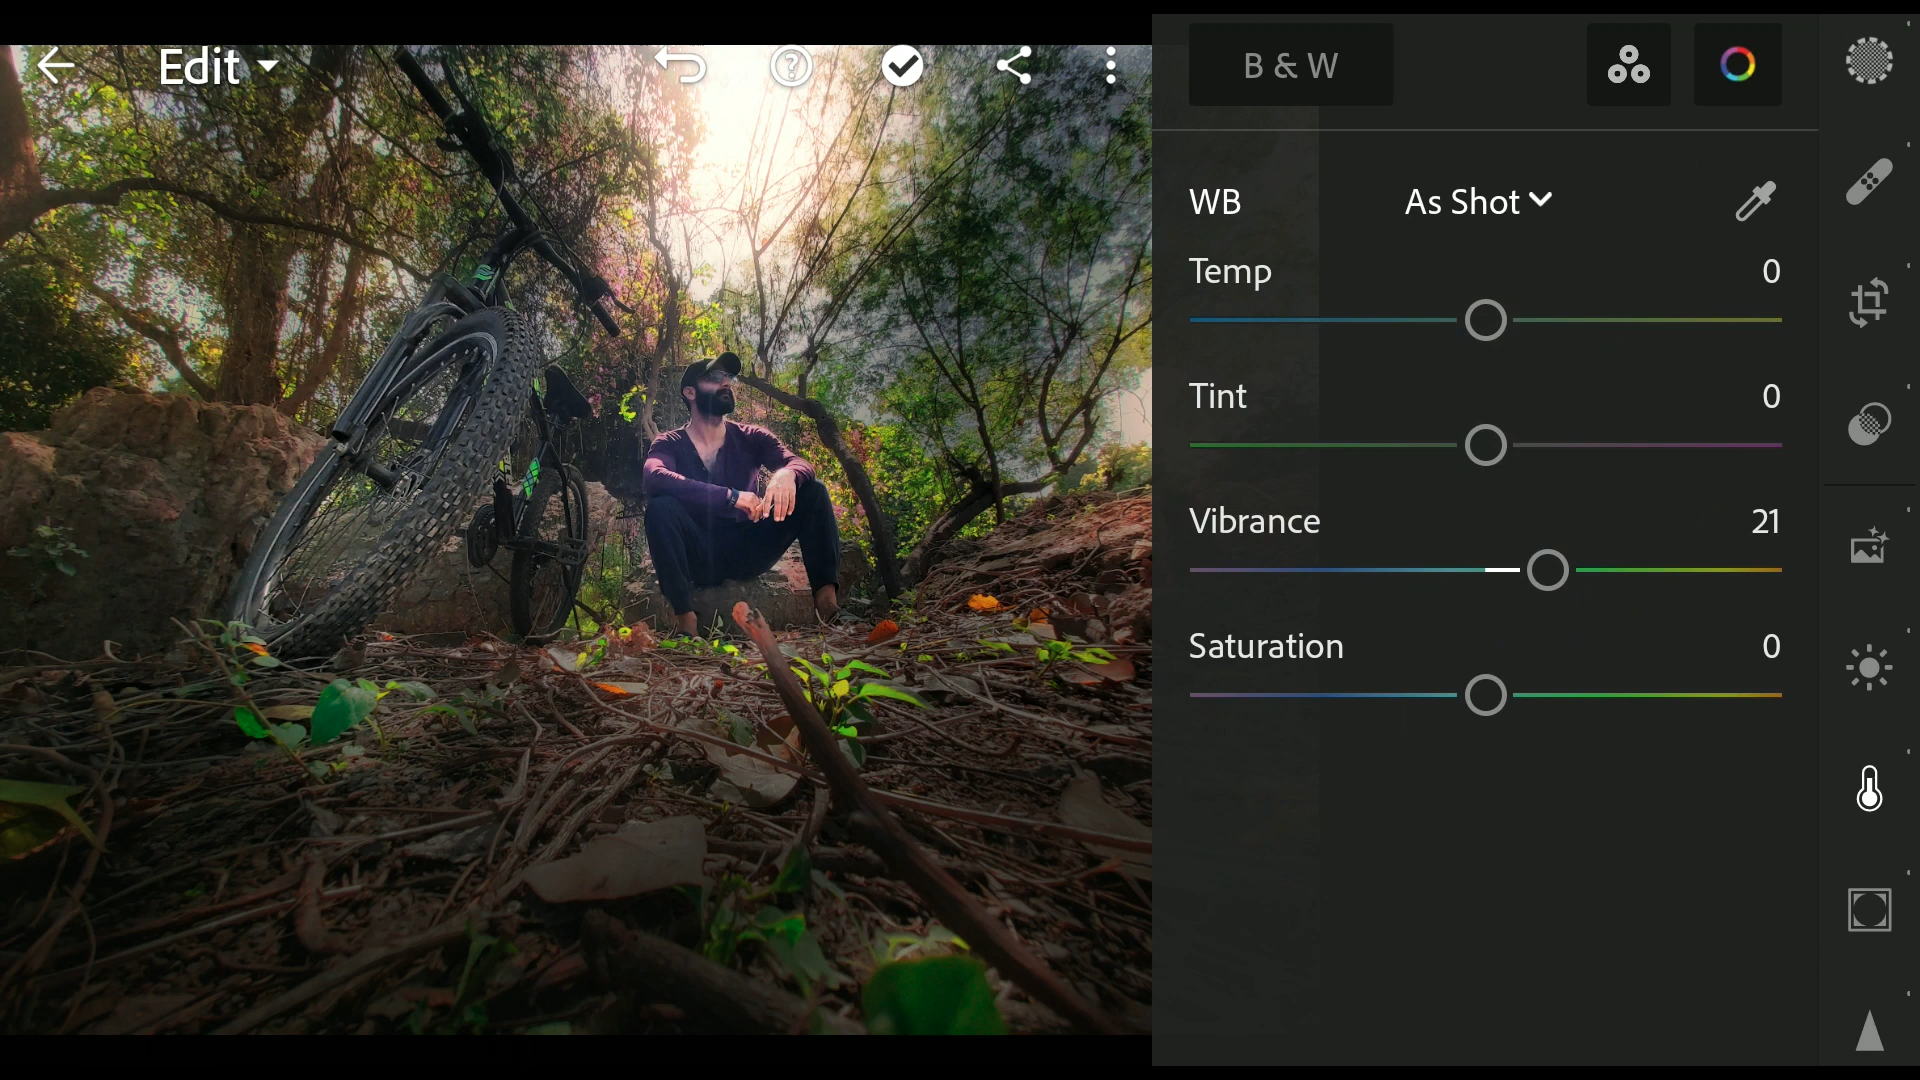 Edit
B & W
WB
As Shot
Temp
0
Tint
0
Vibrance
21
Saturation
0